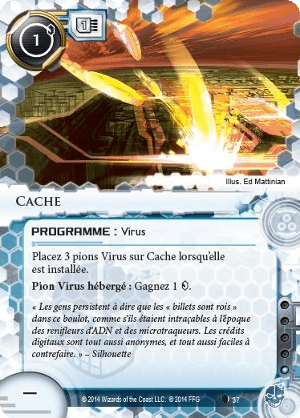 1
1
Illus. Ed Mattinian
CACHE
PROGRAMME : Virus
Placez 3 pions Virus sur Cache lorsqu'elle
est installée.
Pion Virus hébergé : Gagnez 1
« Les gens persistent à dire que les « billets sont rois »
dans ce boulot, comme s'ils étaient intraçables à l'époque
des renifleurs d'ADN et des microtraqueurs. Les crédits
digitaux sont tout aussi anonymes, et tout aussi faciles à
contrefaire. » – Silhouette
–
©2014 Wizards of the Coast LLC. © 2014 FFG
37